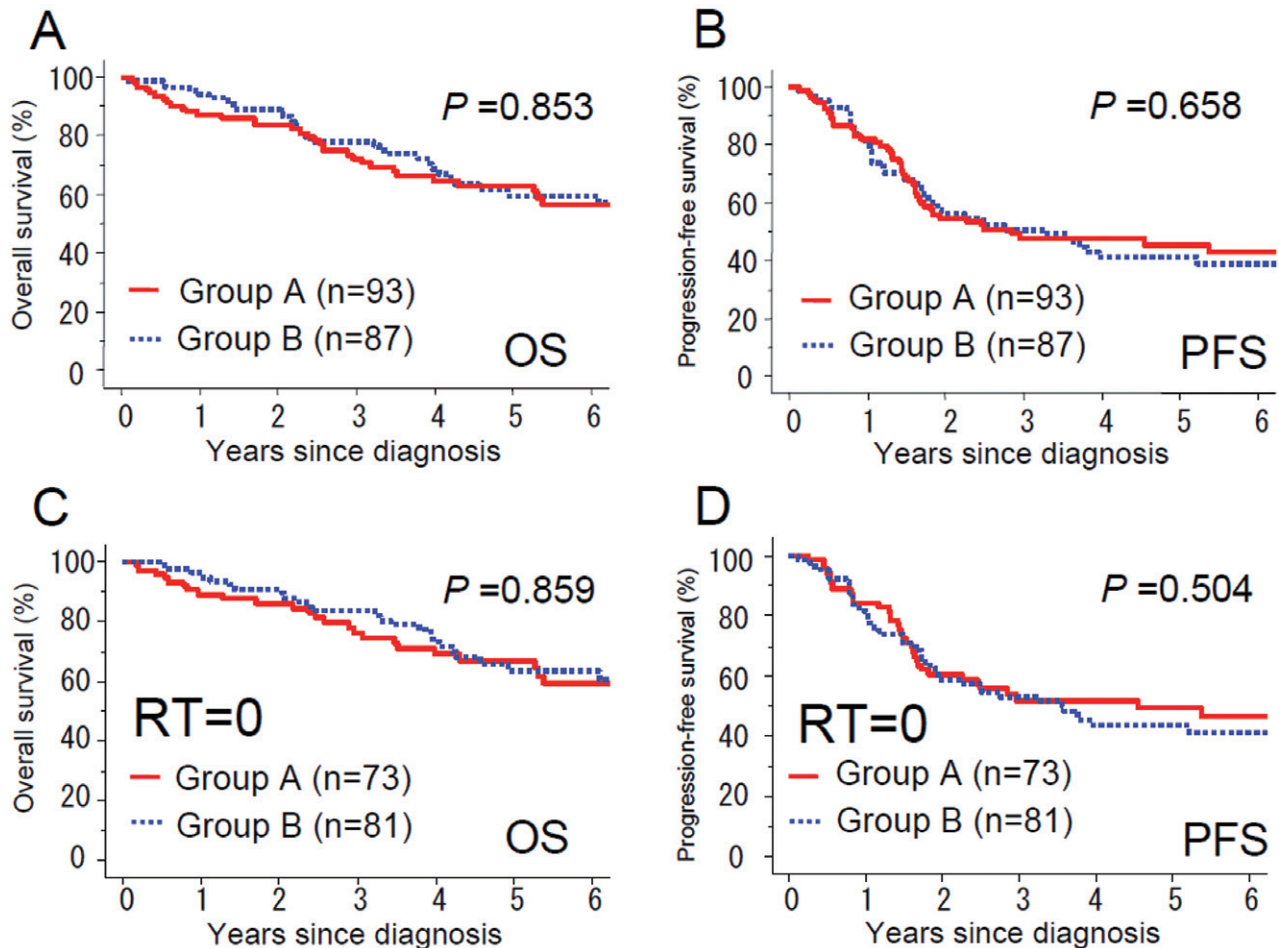 A
Overall survival (%)
100
80
60
40
20
0
P =0.853
Group A (n=93)
Group B (n=87)
OS
0 1 2 3 4 5 6
Years since diagnosis
B
Progression-free survival (%)
100
80
60
40
20
0
P =0.658
Group A (n=93)
Group B (n=87)
PFS
0 1 2 3 4 5 6
Years since diagnosis
C
Overall survival (%)
100
80
60
40
20
0
P =0.859
RT=0
Group A (n=73)
Group B (n=81)
OS
0 1 2 3 4 5 6
Years since diagnosis
D
Progression-free survival (%)
100
80
60
40
20
0
P =0.504
RT=0
Group A (n=73)
Group B (n=81)
PFS
0 1 2 3 4 5 6
Years since diagnosis